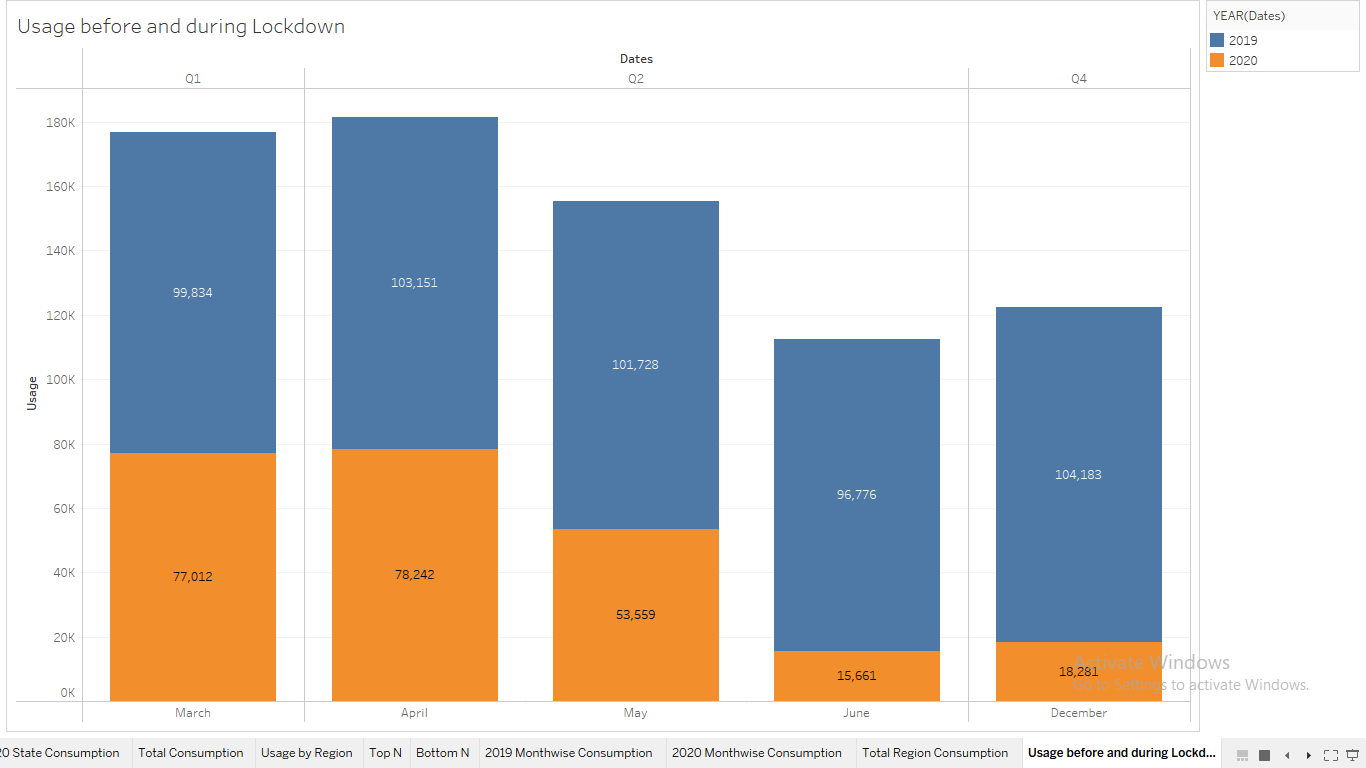 Usage before and during Lockdown
YEAR(Dates)
2019
2020
Dates
Q1 Q2 Q4
180K
160K
140K
120K
100K
80K
60K
40K
20K
0K
Usage
99,834
103,151
101,728
96,776
104,183
77,012
78,242
53,559
15,661
18,281
March April May June December
Activate Windows
Go to Settings to activate Windows.
20 State Consumption Total Consumption Usage by Region Top N Bottom N 2019 Monthwise Consumption 2020 Monthwise Consumption Total Region Consumption Usage before and during Lockd...